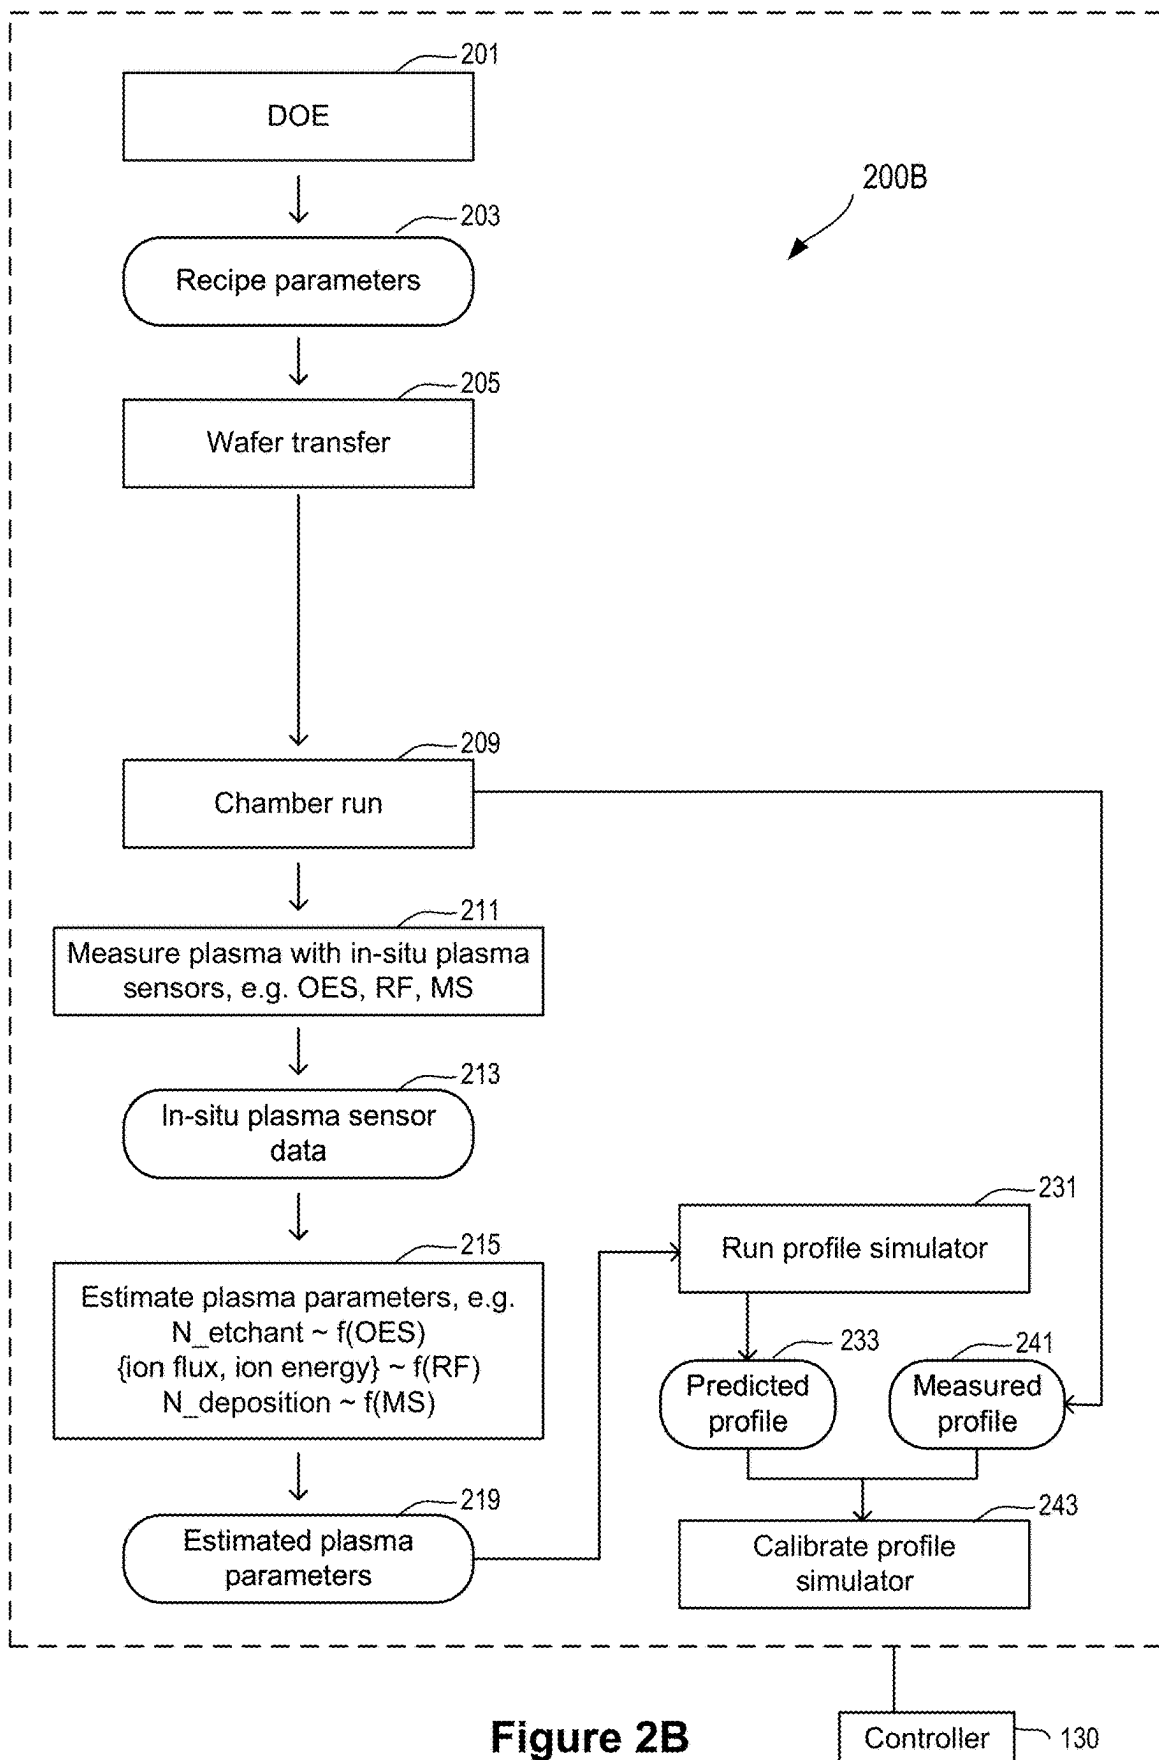 201
DOE
200B
203
Recipe parameters
205
Wafer transfer
209
Chamber run
211
Measure plasma with in-situ plasma
sensors, e.g. OES, RF, MS
213
In-situ plasma sensor
data
231
Run profile simulator
215
Estimate plasma parameters, e.g.
N_etchant ~ f(OES)
{ion flux, ion energy} ~ f(RF)
N_deposition ~ f(MS)
233
Predicted
profile
241
Measured
profile
219
Estimated plasma
parameters
243
Calibrate profile
simulator
Figure 2B
Controller
130